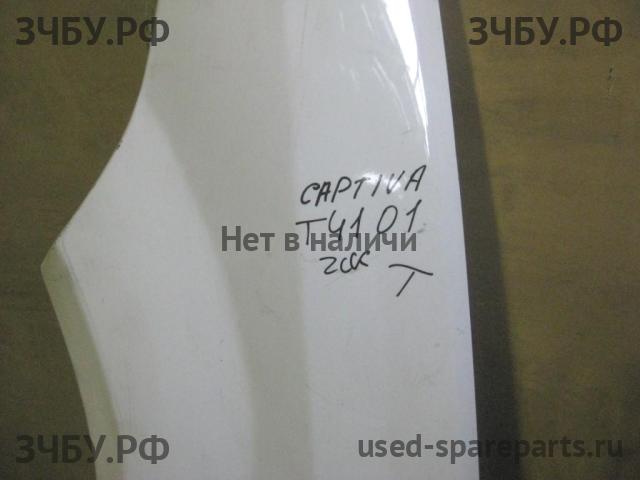 ЗЧБУ.РФ ЗЧБУ.РФ
CAPTIVA
T4101
Нет в наличи
T
ЗЧБУ.РФ used-spareparts.ru